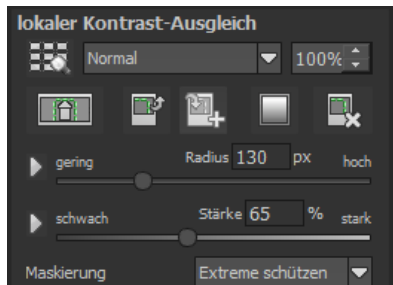 lokaler Kontrast-Ausgleich
Normal 100%
gering Radius 130 px hoch
schwach Stärke 65 % stark
Maskierung Extreme schützen